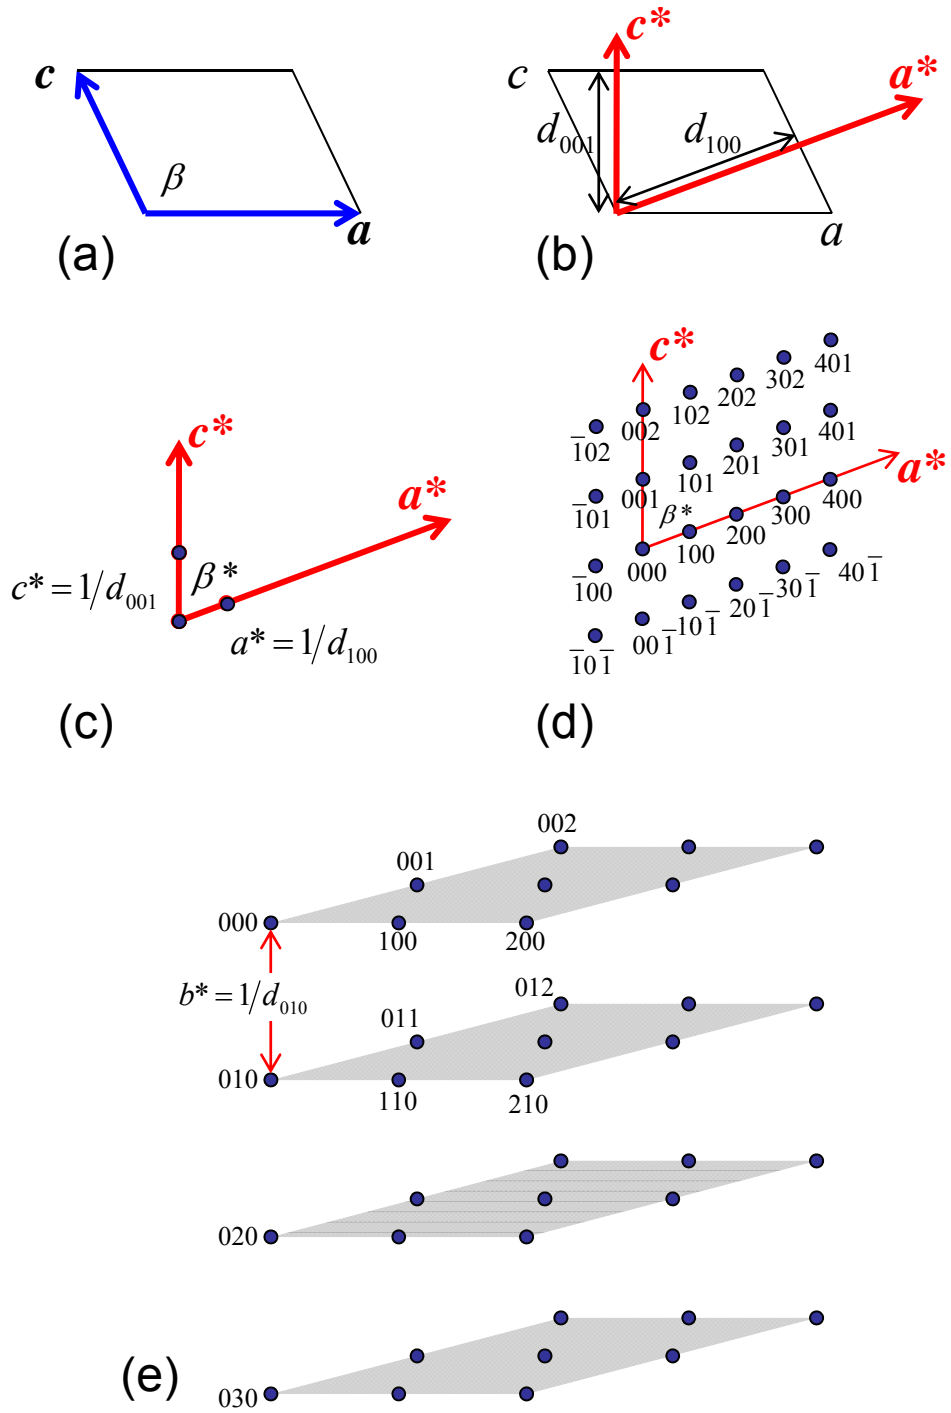 c
β
a
(a)
c*
a*
c
d001
d100
a
(b)
c*
a*
c* = 1/d001
β*
a* = 1/d100
(c)
c*
a*
401
302
202
102
002
1̅02
401
301
201
101
001
1̅01
β*
400
300
200
100
000
1̅00
401̅
301̅
201̅
101̅
001̅
1̅01̅
(d)
002
001
000
100
200
b* = 1/d010
012
011
010
110
210
020
030
(e)